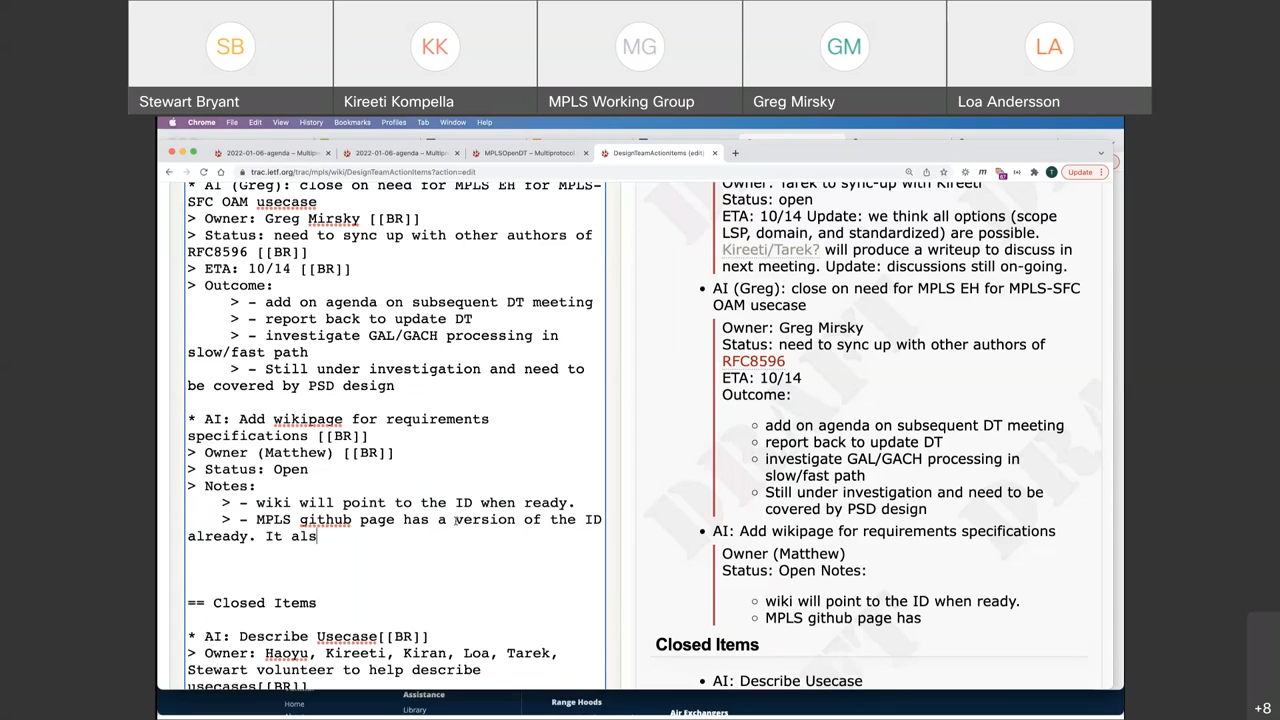 SB
KK
MG
GM
LA
Stewart Bryant
Kireeti Kompella
MPLS Working Group
Greg Mirsky
Loa Andersson
Chrome File Edit View History Bookmarks Profiles Tab Window Help
2022-01-06-agenda – Multipro
2022-01-06-agenda – Multipro
MPLSOpenDT – Multiprotocol
DesignTeamActionItems (edit)
trac.ietf.org/trac/mpls/wiki/DesignTeamActionItems?action=edit
Update
* AI (Greg): close on need for MPLS EH for MPLS-
SFC OAM usecase
> Owner: Greg Mirsky [[BR]]
> Status: need to sync up with other authors of
RFC8596 [[BR]]
> ETA: 10/14 [[BR]]
> Outcome:
> - add on agenda on subsequent DT meeting
> - report back to update DT
> - investigate GAL/GACH processing in
slow/fast path
> - Still under investigation and need to
be covered by PSD design
* AI: Add wikipage for requirements
specifications [[BR]]
> Owner (Matthew) [[BR]]
> Status: Open
> Notes:
> - wiki will point to the ID when ready.
> - MPLS github page has a version of the ID
already. It als
== Closed Items
* AI: Describe Usecase[[BR]]
> Owner: Haoyu, Kireeti, Kiran, Loa, Tarek,
Stewart volunteer to help describe
usecases[[BR]]
Owner: Tarek to sync-up with Kireeti
Status: open
ETA: 10/14 Update: we think all options (scope
LSP, domain, and standardized) are possible.
Kireeti/Tarek? will produce a writeup to discuss in
next meeting. Update: discussions still on-going.
• AI (Greg): close on need for MPLS EH for MPLS-SFC
OAM usecase
Owner: Greg Mirsky
Status: need to sync up with other authors of
RFC8596
ETA: 10/14
Outcome:
◦ add on agenda on subsequent DT meeting
◦ report back to update DT
◦ investigate GAL/GACH processing in
slow/fast path
◦ Still under investigation and need to be
covered by PSD design
• AI: Add wikipage for requirements specifications
Owner (Matthew)
Status: Open Notes:
◦ wiki will point to the ID when ready.
◦ MPLS github page has
Closed Items
• AI: Describe Usecase
DRAFT
Assistance
Home
Library
Range Hoods
Air Exchangers
+8